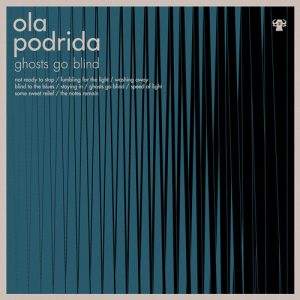 ola
podrida
ghosts go blind
not ready to stop / fumbling for the light / washing away
blind to the blues / staying in / ghosts go blind / speed of light
some sweet relief / the notes remain